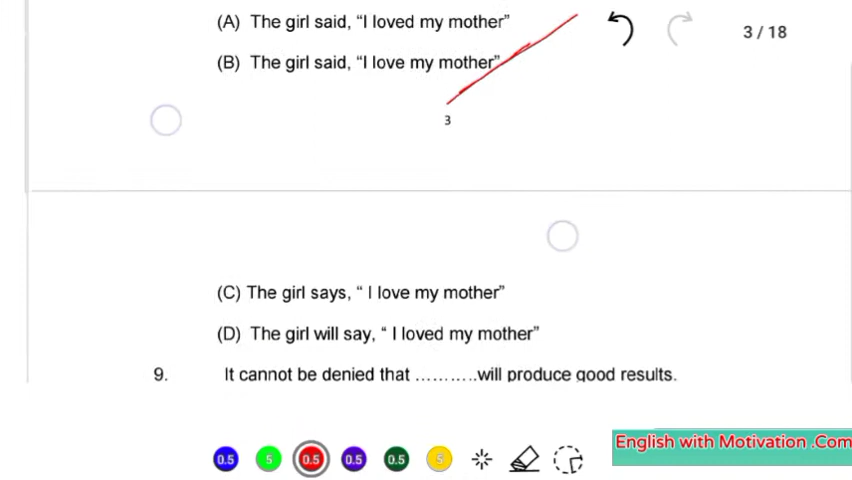 (A) The girl said, “I loved my mother”
3 / 18
(B) The girl said, “I love my mother”
3
(C) The girl says, “ I love my mother”
(D) The girl will say, “ I loved my mother”
9. It cannot be denied that ...........will produce good results.
0.5 5 0.5 0.5 0.5 5
English with Motivation .Com